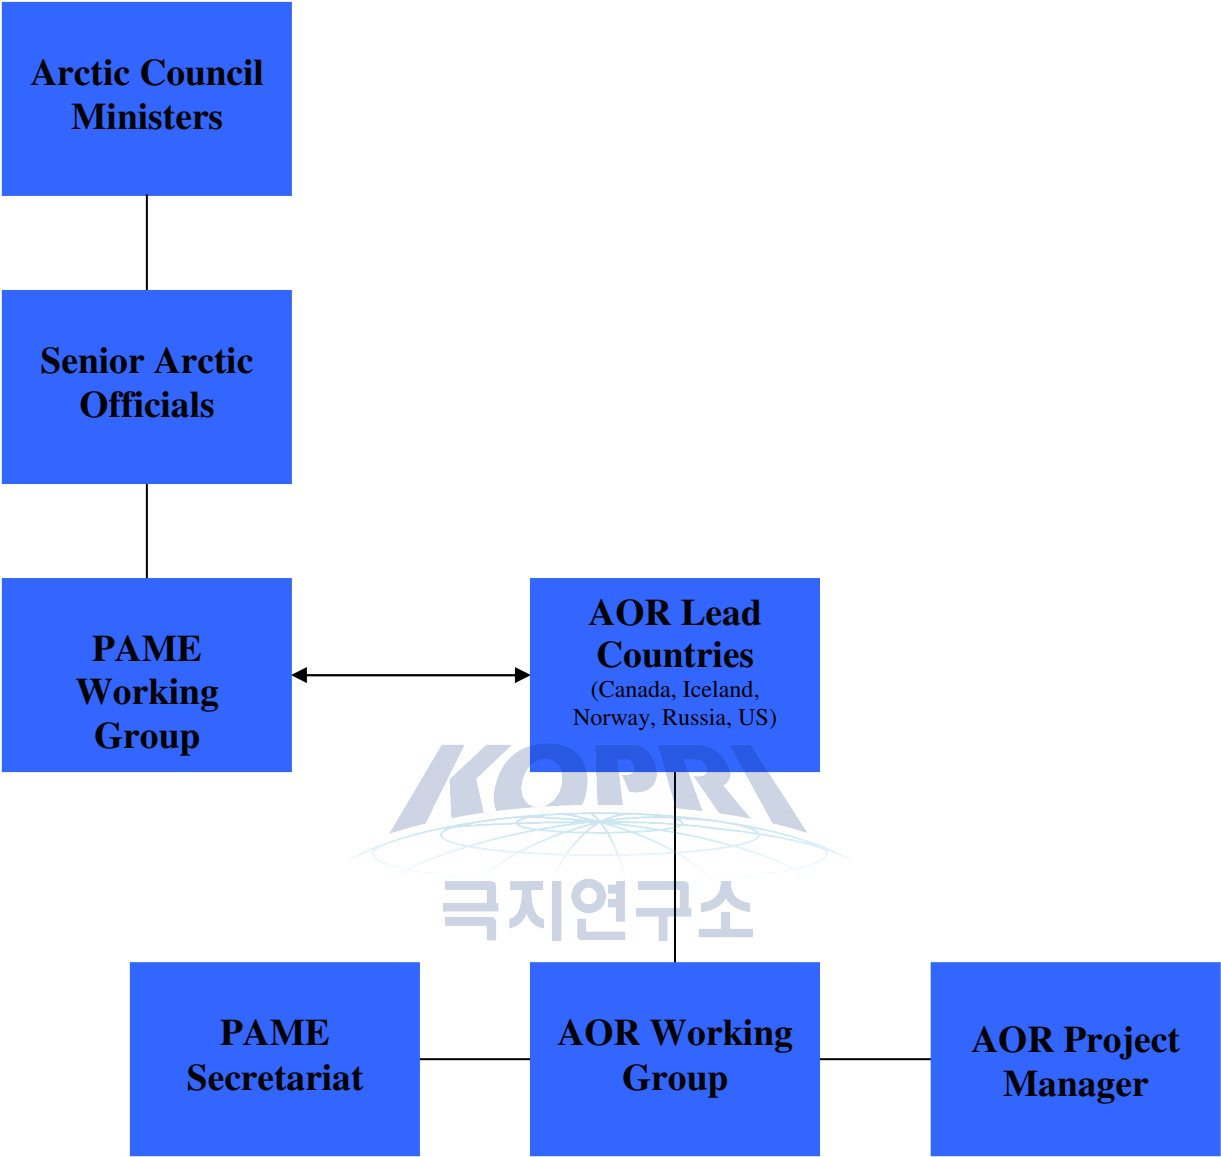 Arctic Council
Ministers
Senior Arctic
Officials
PAME
Working
Group
AOR Lead
Countries
(Canada, Iceland,
Norway, Russia, US)
KOPRI
극지연구소
PAME
Secretariat
AOR Working
Group
AOR Project
Manager